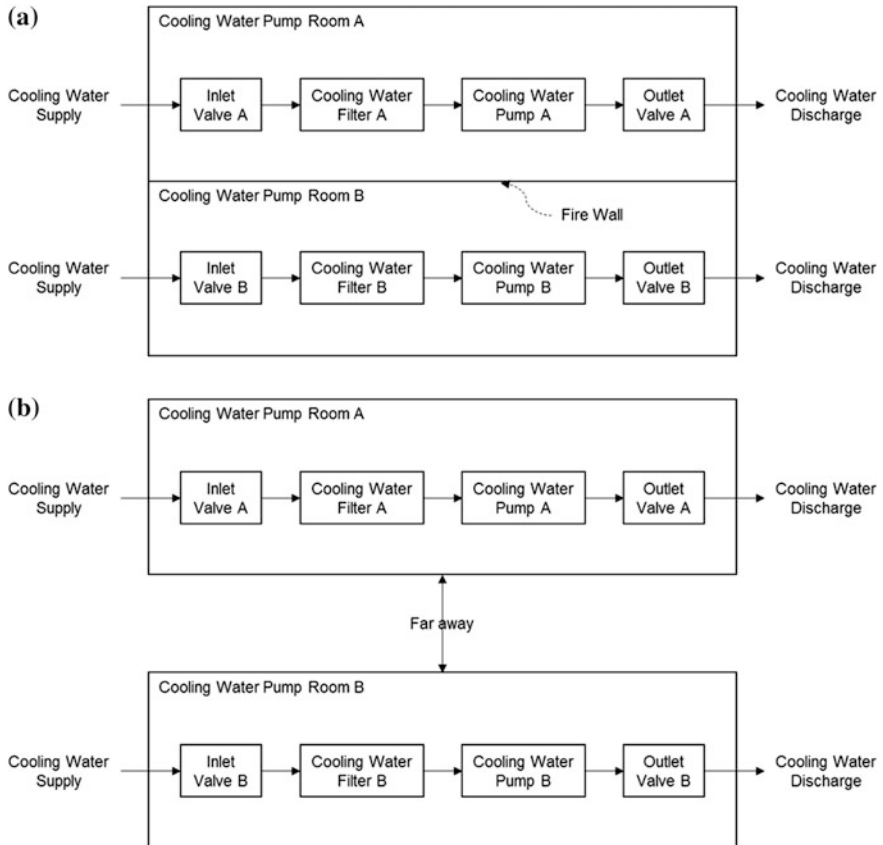 (a)
Cooling Water Pump Room A
Cooling Water
Supply
Inlet
Valve A
Cooling Water
Filter A
Cooling Water
Pump A
Outlet
Valve A
Cooling Water
Discharge
Cooling Water Pump Room B
Fire Wall
Cooling Water
Supply
Inlet
Valve B
Cooling Water
Filter B
Cooling Water
Pump B
Outlet
Valve B
Cooling Water
Discharge
(b)
Cooling Water Pump Room A
Cooling Water
Supply
Inlet
Valve A
Cooling Water
Filter A
Cooling Water
Pump A
Outlet
Valve A
Cooling Water
Discharge
Far away
Cooling Water Pump Room B
Cooling Water
Supply
Inlet
Valve B
Cooling Water
Filter B
Cooling Water
Pump B
Outlet
Valve B
Cooling Water
Discharge